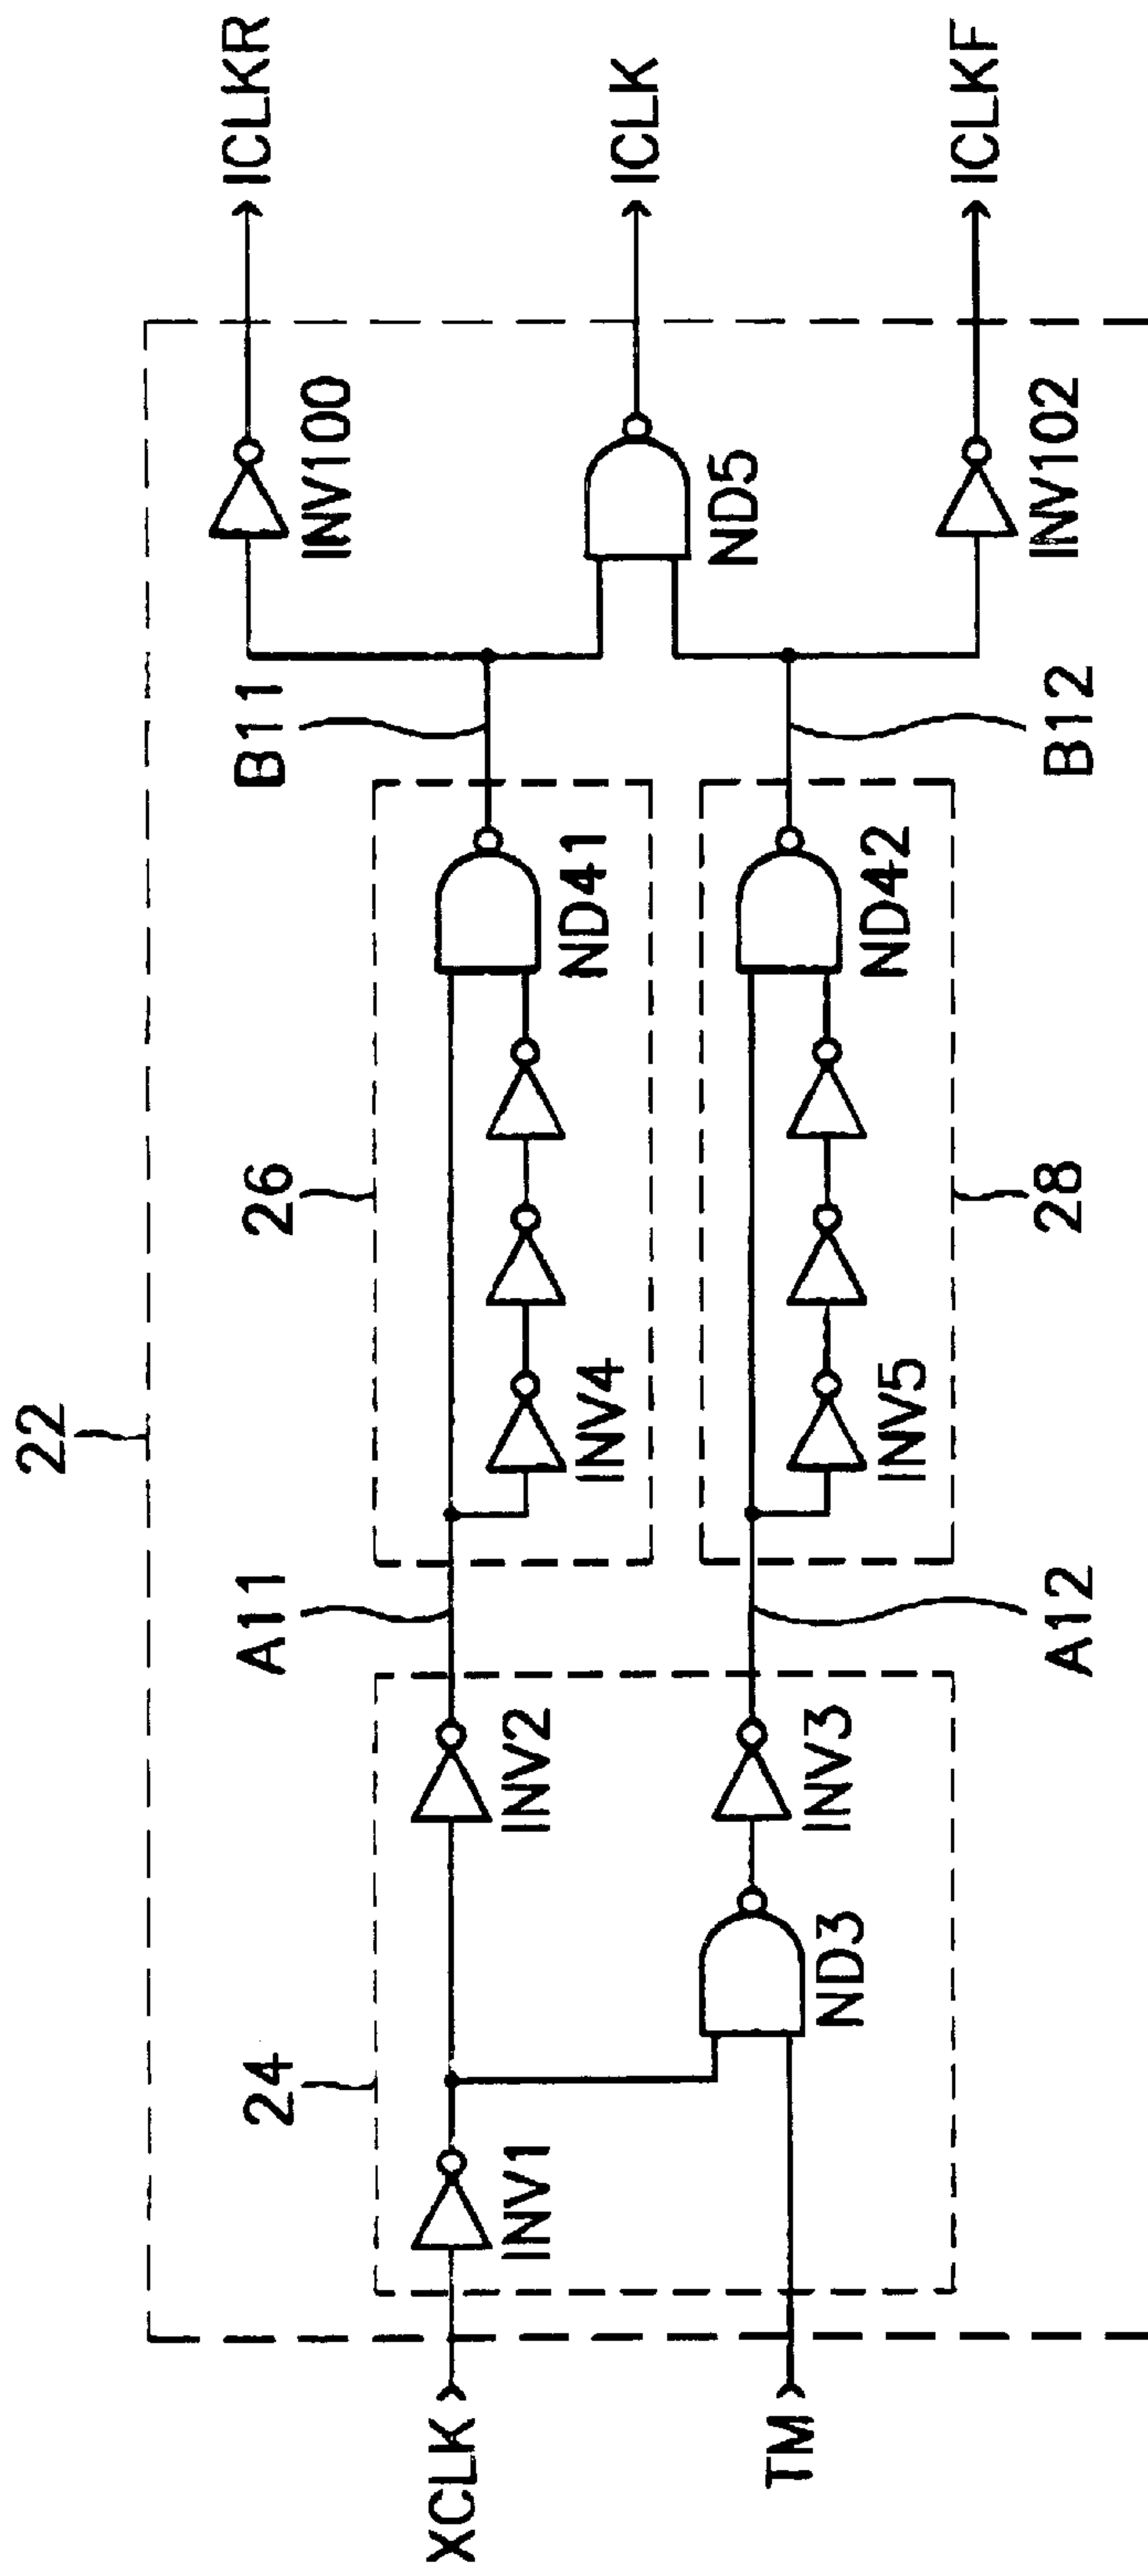 22
24
26
28
XCLK
TM
INV1
INV2
ND3
INV3
A11
A12
INV4
INV5
ND41
ND42
B11
B12
INV100
ND5
INV102
ICLKR
ICLK
ICLKF